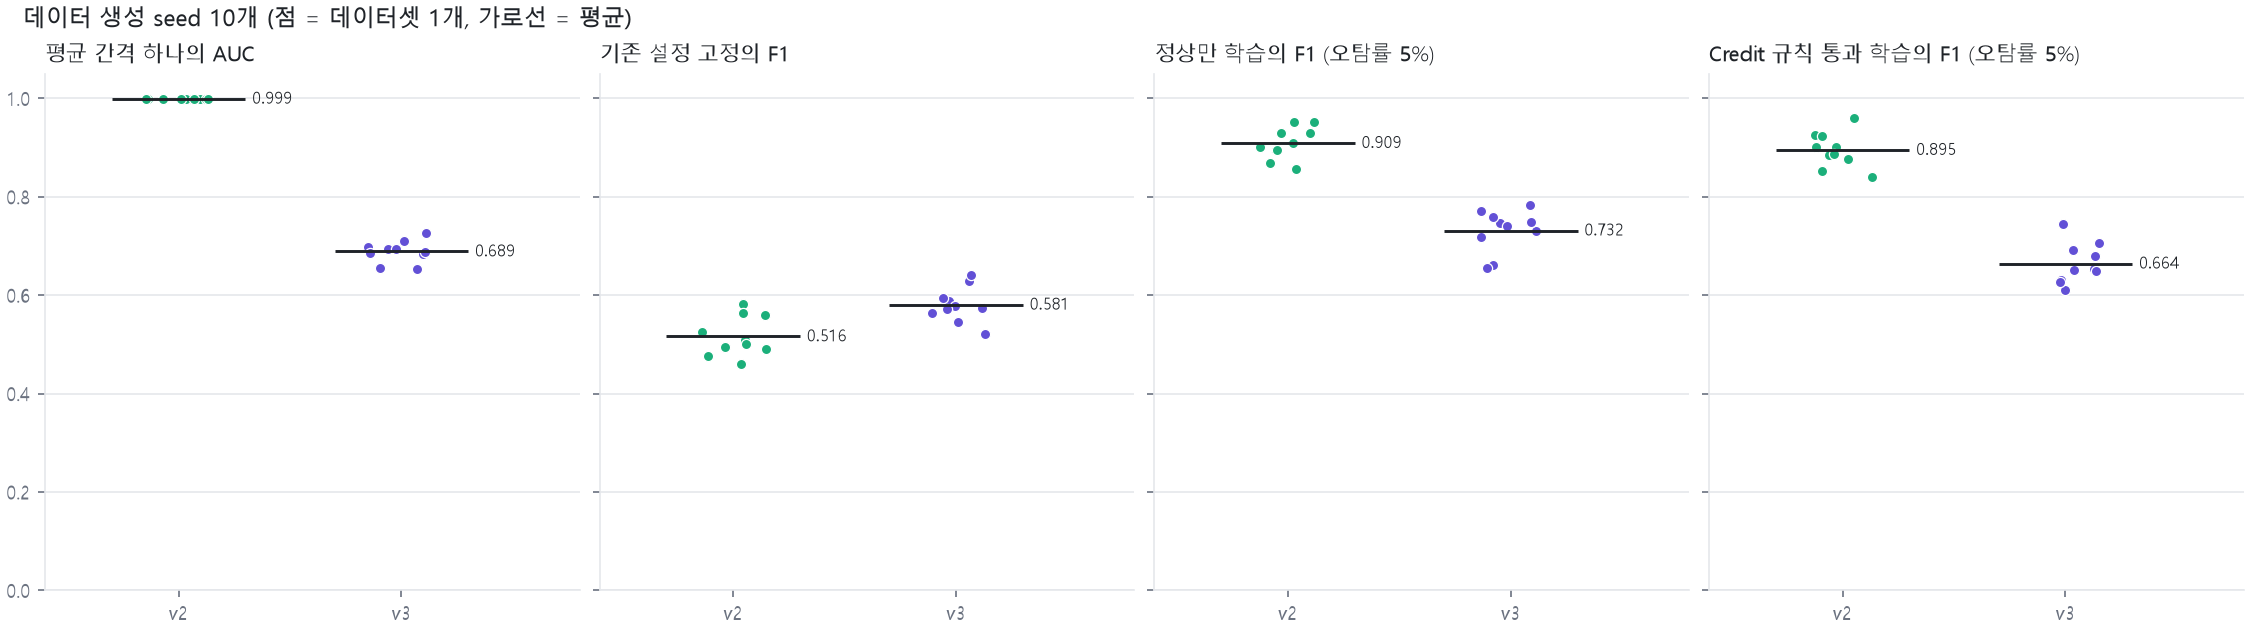 데이터 생성 seed 10개 (점 = 데이터셋 1개, 가로선 = 평균)
평균 간격 하나의 AUC
기존 설정 고정의 F1
정상만 학습의 F1 (오탐률 5%)
Credit 규칙 통과 학습의 F1 (오탐률 5%)
1.0
0.8
0.6
0.4
0.2
0.0
0.999
0.689
0.516
0.581
0.909
0.732
0.895
0.664
v2
v3
v2
v3
v2
v3
v2
v3